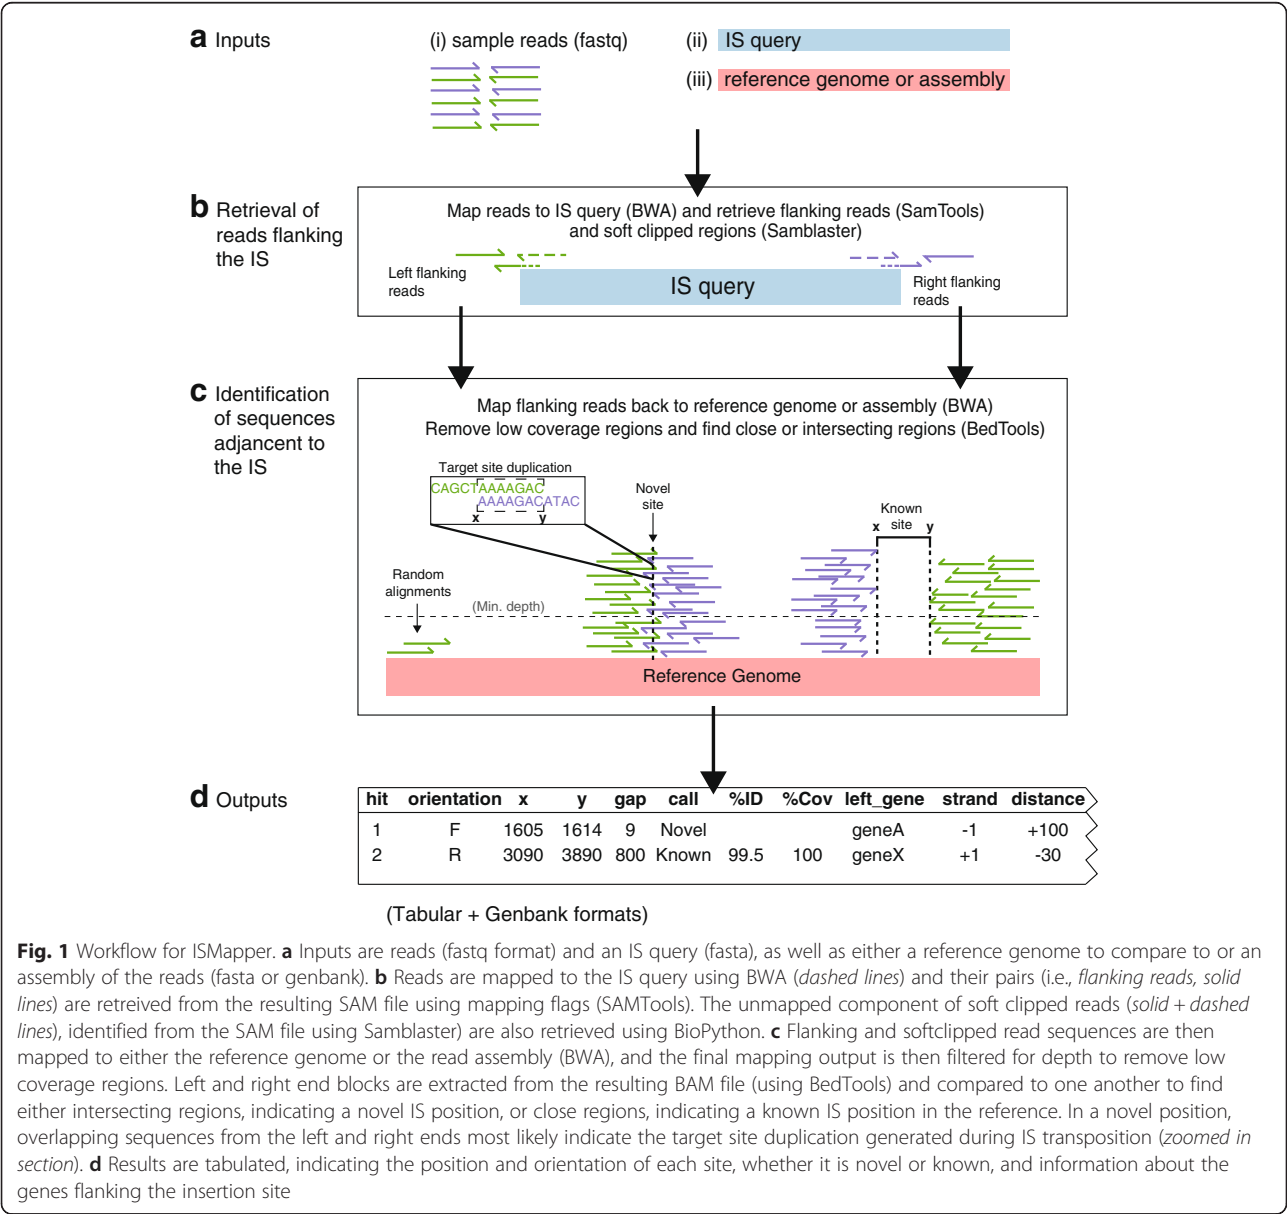 a Inputs
(i) sample reads (fastq)
(ii) IS query
(iii) reference genome or assembly
b Retrieval of
reads flanking
the IS
Map reads to IS query (BWA) and retrieve flanking reads (SamTools)
and soft clipped regions (Samblaster)
Left flanking
reads
IS query
Right flanking
reads
c Identification
of sequences
adjancent to
the IS
Map flanking reads back to reference genome or assembly (BWA)
Remove low coverage regions and find close or intersecting regions (BedTools)
Target site duplication
CAGCTAAAAGAC
AAAAGACATAC
x y
Novel
site
Known
site
x y
Random
alignments
(Min. depth)
Reference Genome
d Outputs
hit orientation x y gap call %ID %Cov left_gene strand distance
1 F 1605 1614 9 Novel geneA -1 +100
2 R 3090 3890 800 Known 99.5 100 geneX +1 -30
(Tabular + Genbank formats)
Fig. 1 Workflow for ISMapper. a Inputs are reads (fastq format) and an IS query (fasta), as well as either a reference genome to compare to or an
assembly of the reads (fasta or genbank). b Reads are mapped to the IS query using BWA (dashed lines) and their pairs (i.e., flanking reads, solid
lines) are retreived from the resulting SAM file using mapping flags (SAMTools). The unmapped component of soft clipped reads (solid + dashed
lines), identified from the SAM file using Samblaster) are also retrieved using BioPython. c Flanking and softclipped read sequences are then
mapped to either the reference genome or the read assembly (BWA), and the final mapping output is then filtered for depth to remove low
coverage regions. Left and right end blocks are extracted from the resulting BAM file (using BedTools) and compared to one another to find
either intersecting regions, indicating a novel IS position, or close regions, indicating a known IS position in the reference. In a novel position,
overlapping sequences from the left and right ends most likely indicate the target site duplication generated during IS transposition (zoomed in
section). d Results are tabulated, indicating the position and orientation of each site, whether it is novel or known, and information about the
genes flanking the insertion site